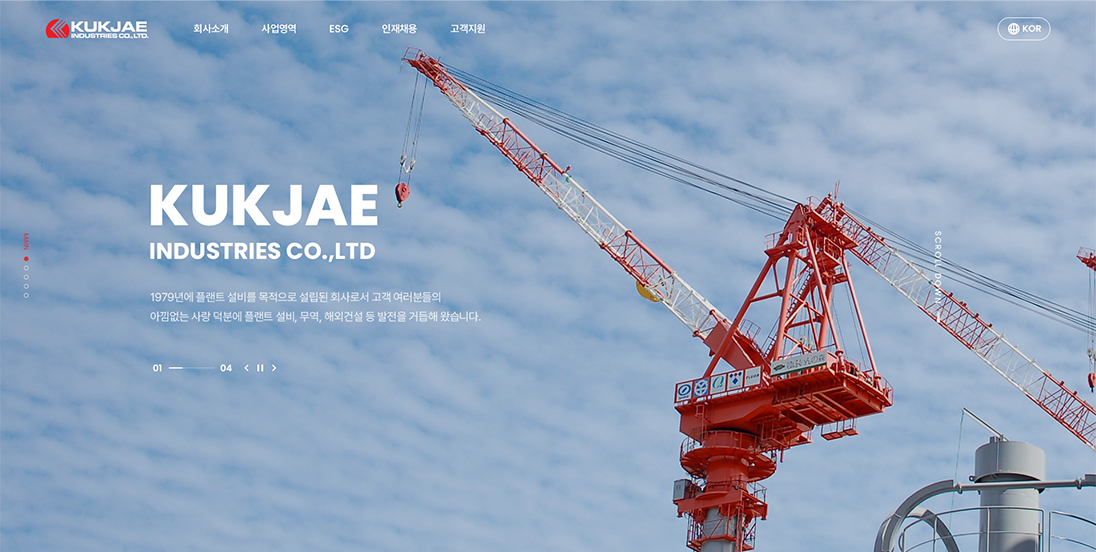 KUKJAE
INDUSTRIES CO.,LTD.
회사소개
사업영역
ESG
인재채용
고객지원
KOR
KUKJAE
INDUSTRIES CO.,LTD
1979년에 플랜트 설비를 목적으로 설립된 회사로서 고객 여러분들의
아낌없는 사랑 덕분에 플랜트 설비, 무역, 해외건설 등 발전을 거듭해 왔습니다.
MAIN
SCROLL DOWN
01
04
FLUOR